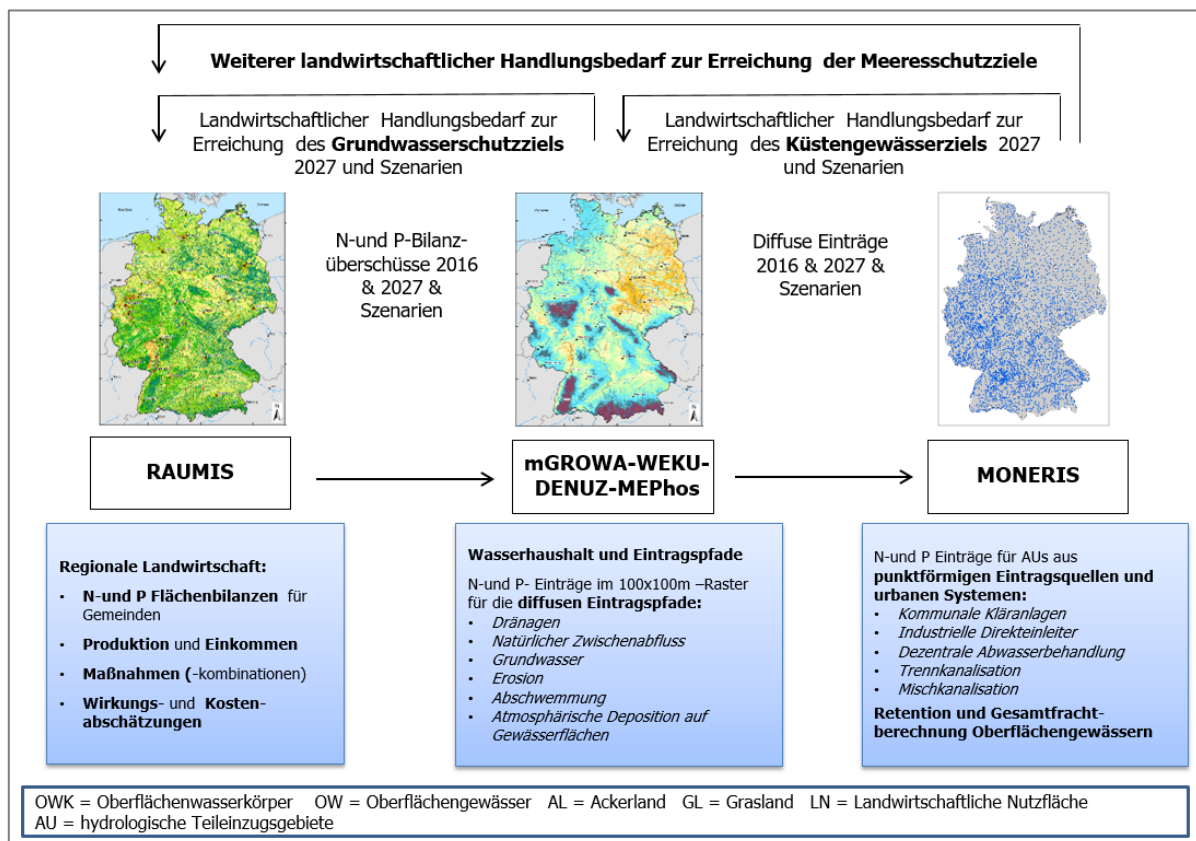 Weiterer landwirtschaftlicher Handlungsbedarf zur Erreichung der Meeresschutzziele
Landwirtschaftlicher Handlungsbedarf zur
Erreichung des Grundwasserschutzziels
2027 und Szenarien
Landwirtschaftlicher Handlungsbedarf zur
Erreichung des Küstengewässerziels 2027
und Szenarien
N-und P-Bilanz-
überschüsse 2016
& 2027 &
Szenarien
Diffuse Einträge
2016 & 2027 &
Szenarien
N
N
RAUMIS
mGROWA-WEKU-
DENUZ-MEPhos
MONERIS
Regionale Landwirtschaft:
• N-und P Flächenbilanzen für
Gemeinden
• Produktion und Einkommen
• Maßnahmen (-kombinationen)
• Wirkungs- und Kosten-
abschätzungen
Wasserhaushalt und Eintragspfade
N-und P- Einträge im 100x100m –Raster
für die diffusen Eintragspfade:
• Dränagen
• Natürlicher Zwischenabfluss
• Grundwasser
• Erosion
• Abschwemmung
• Atmosphärische Deposition auf
Gewässerflächen
N-und P Einträge für AUs aus
punktförmigen Eintragsquellen und
urbanen Systemen:
• Kommunale Kläranlagen
• Industrielle Direkteinleiter
• Dezentrale Abwasserbehandlung
• Trennkanalisation
• Mischkanalisation
Retention und Gesamtfracht-
berechnung Oberflächengewässern
OWK = Oberflächenwasserkörper OW = Oberflächengewässer AL = Ackerland GL = Grasland LN = Landwirtschaftliche Nutzfläche
AU = hydrologische Teileinzugsgebiete